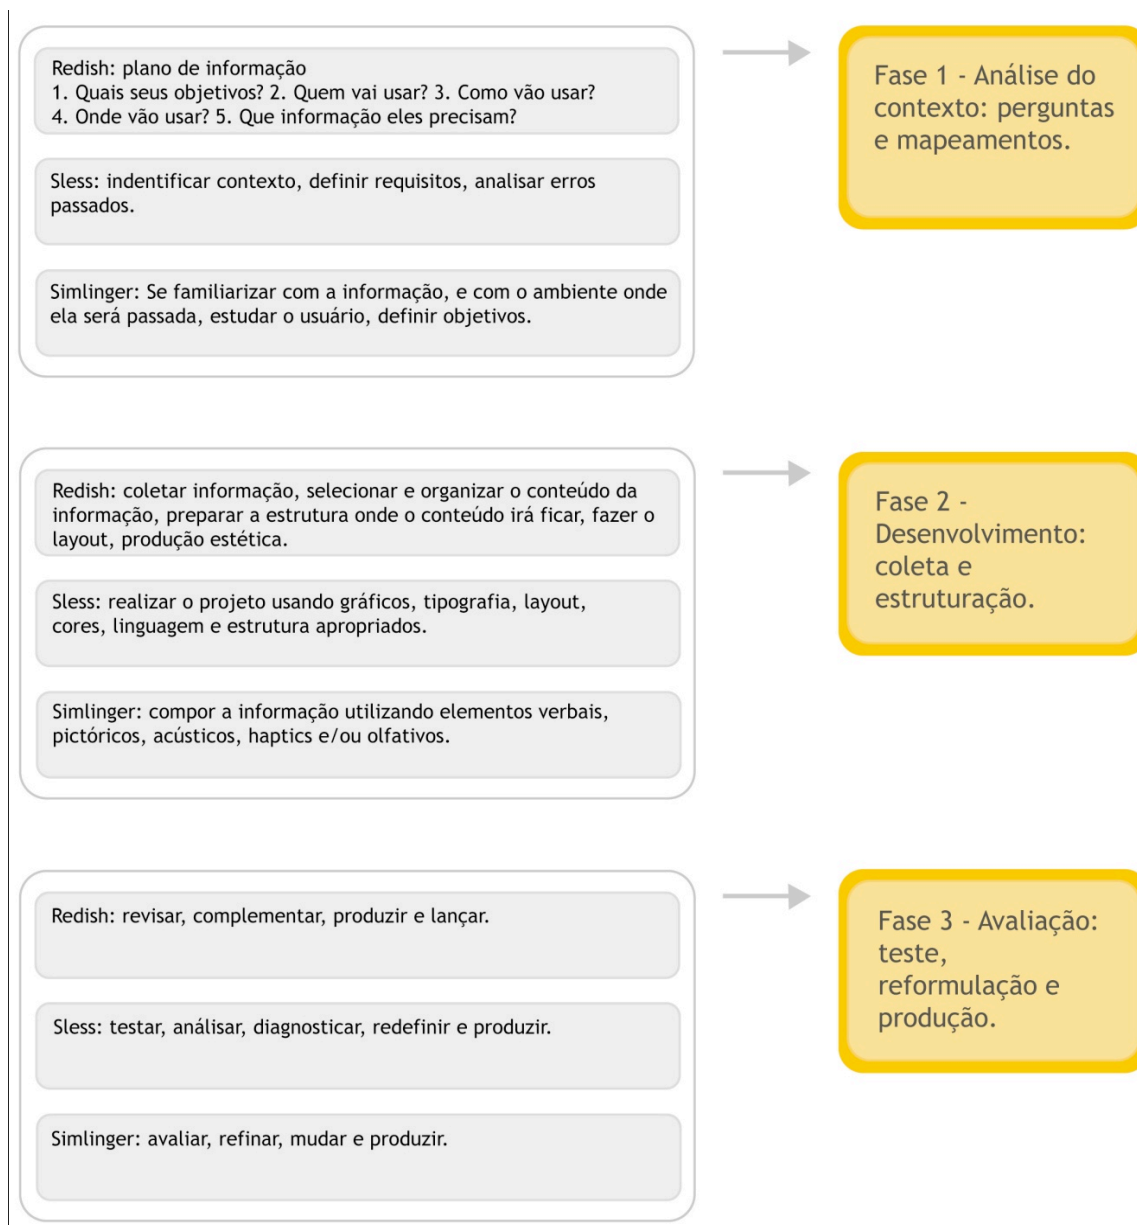 Redish: plano de informação
1. Quais seus objetivos? 2. Quem vai usar? 3. Como vão usar?
4. Onde vão usar? 5. Que informação eles precisam?
Sless: indentificar contexto, definir requisitos, analisar erros
passados.
Simlinger: Se familiarizar com a informação, e com o ambiente onde
ela será passada, estudar o usuário, definir objetivos.
Fase 1 - Análise do
contexto: perguntas
e mapeamentos.
Redish: coletar informação, selecionar e organizar o conteúdo da
informação, preparar a estrutura onde o conteúdo irá ficar, fazer o
layout, produção estética.
Sless: realizar o projeto usando gráficos, tipografia, layout,
cores, linguagem e estrutura apropriados.
Simlinger: compor a informação utilizando elementos verbais,
pictóricos, acústicos, haptics e/ou olfativos.
Fase 2 -
Desenvolvimento:
coleta e
estruturação.
Redish: revisar, complementar, produzir e lançar.
Sless: testar, análisar, diagnosticar, redefinir e produzir.
Simlinger: avaliar, refinar, mudar e produzir.
Fase 3 - Avaliação:
teste,
reformulação e
produção.